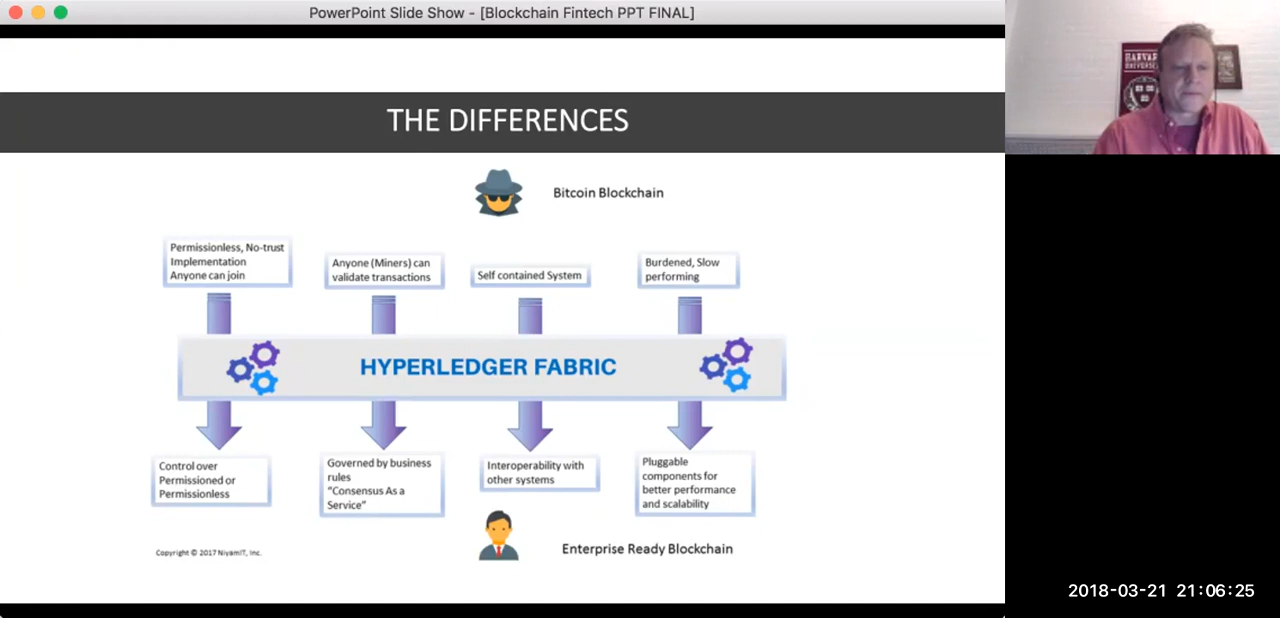 PowerPoint Slide Show - [Blockchain Fintech PPT FINAL]
THE DIFFERENCES
Bitcoin Blockchain
Permissionless, No-trust
Implementation
Anyone can join
Anyone (Miners) can
validate transactions
Self contained System
Burdened, Slow
performing
HYPERLEDGER FABRIC
Control over
Permissioned or
Permissionless
Governed by business
rules
"Consensus As a
Service"
Interoperability with
other systems
Pluggable
components for
better performance
and scalability
Enterprise Ready Blockchain
Copyright © 2017 NiyamIT, Inc.
HARVARD
UNIVERSITY
2018-03-21 21:06:25